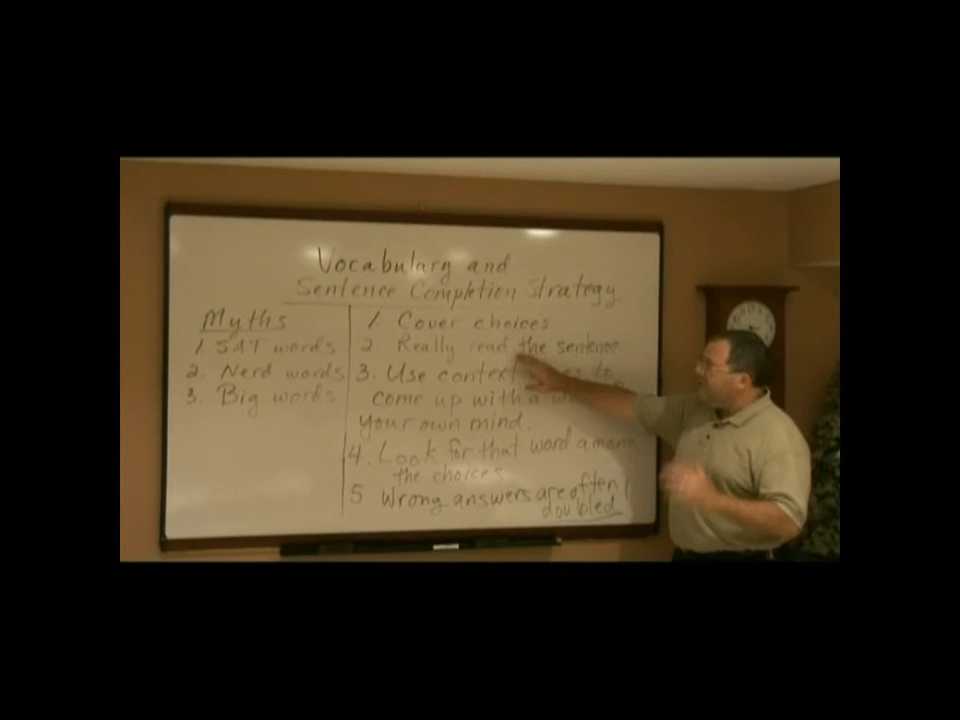 Vocabulary and
Sentence Completion Strategy
Myths
1. SAT words
2. Nerd words
3. Big words
1. Cover choices
2. Really read the sentence.
3. Use context to
come up with a
your own mind.
4. Look for that word among
the choices
5 Wrong answers are often
doubled